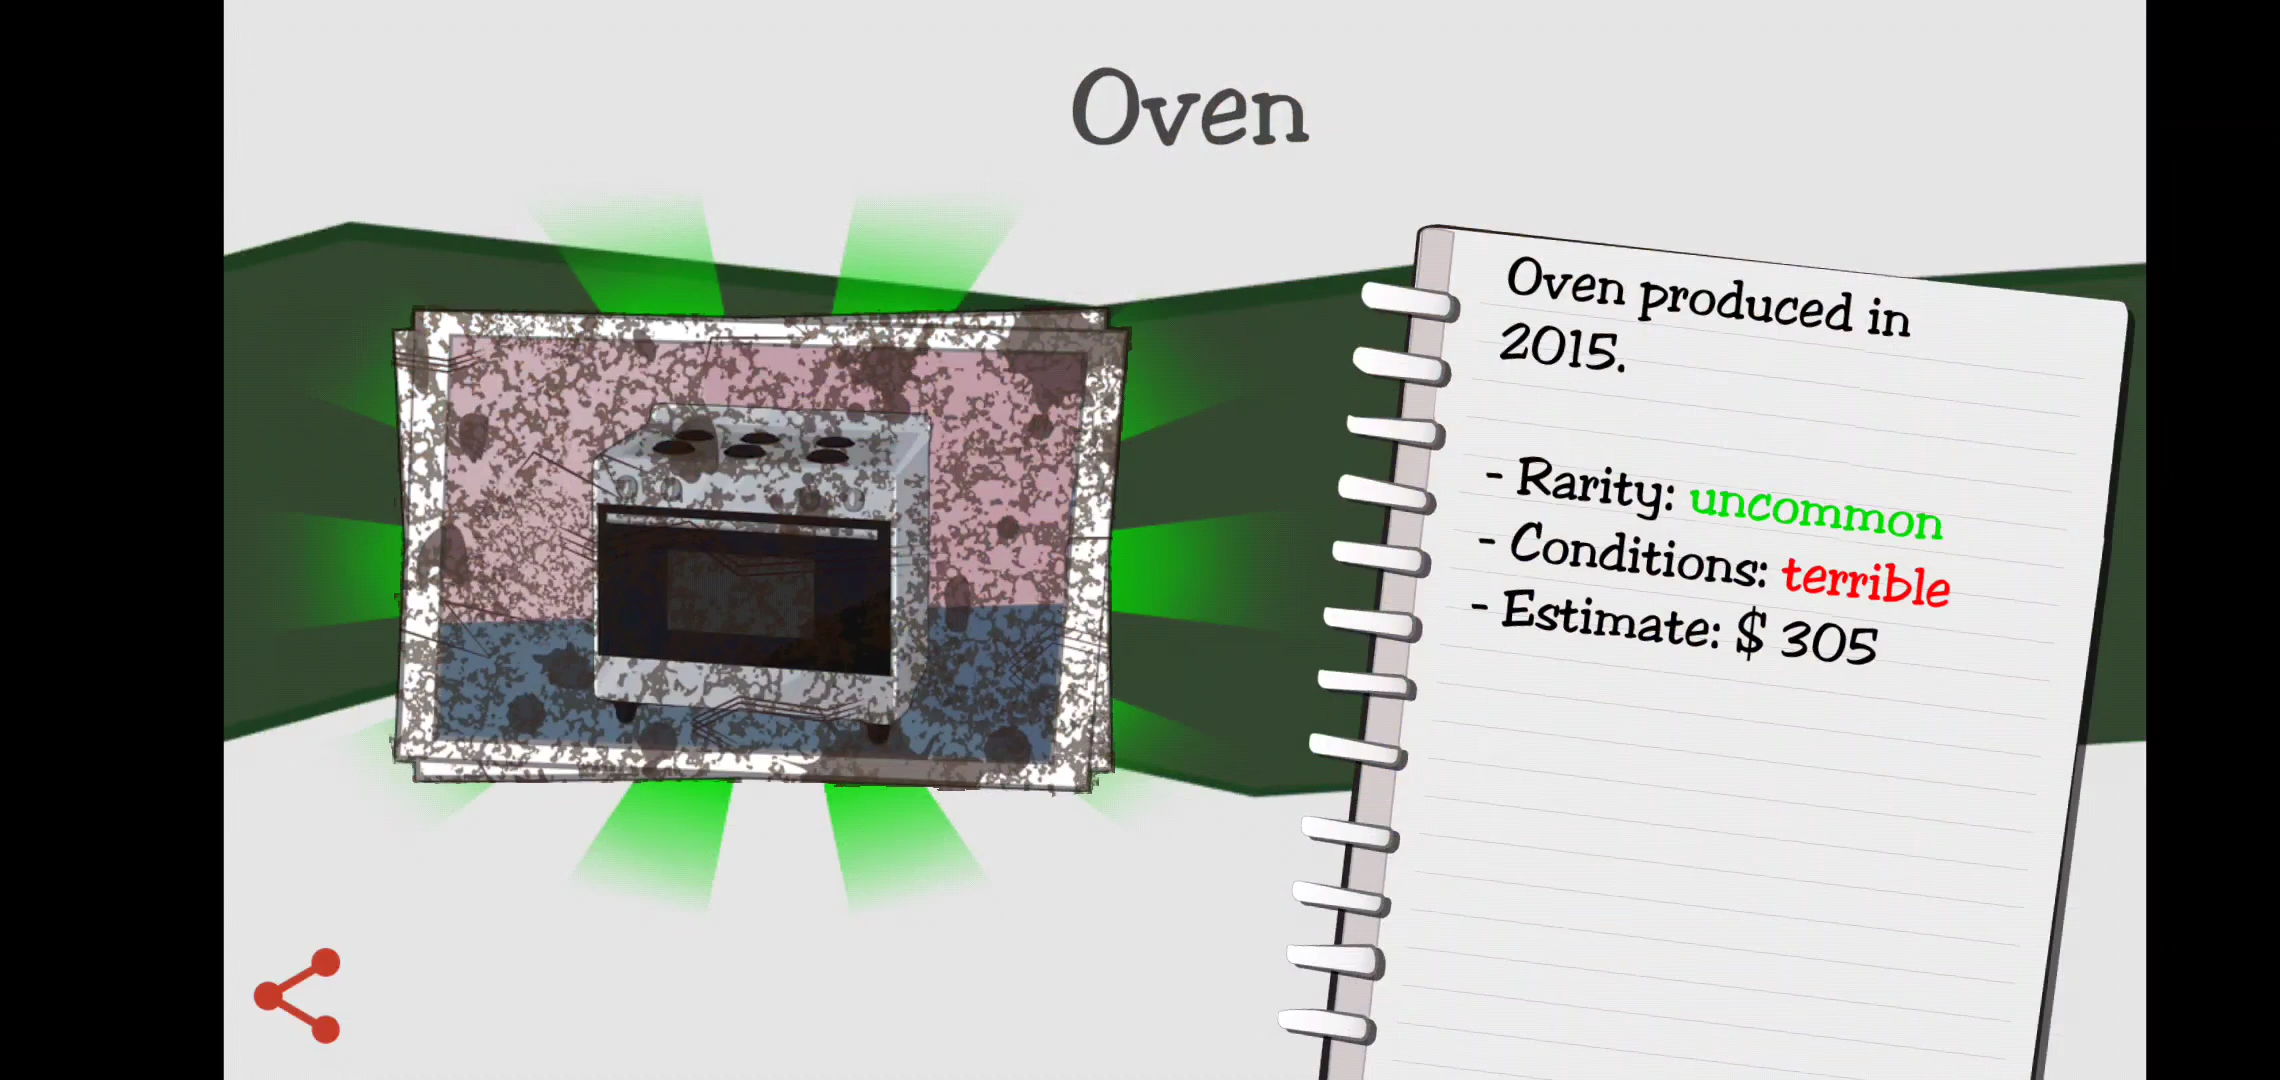 Oven
Oven produced in
2015.
- Rarity: uncommon
- Conditions: terrible
- Estimate: $ 305